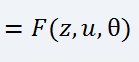 = F(z, u, θ)